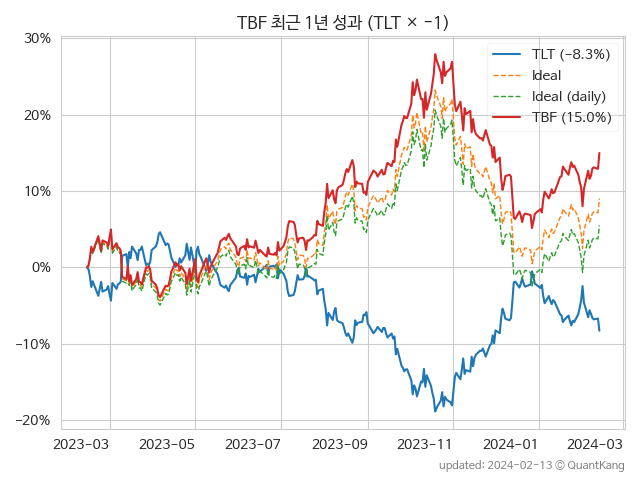 TBF 최근 1년 성과 (TLT × −1)
30%
20%
10%
0%
−10%
−20%
TLT (−8.3%)
Ideal
Ideal (daily)
TBF (15.0%)
2023−03 2023−05 2023−07 2023−09 2023−11 2024−01 2024−03
updated: 2024-02-13 © QuantKang